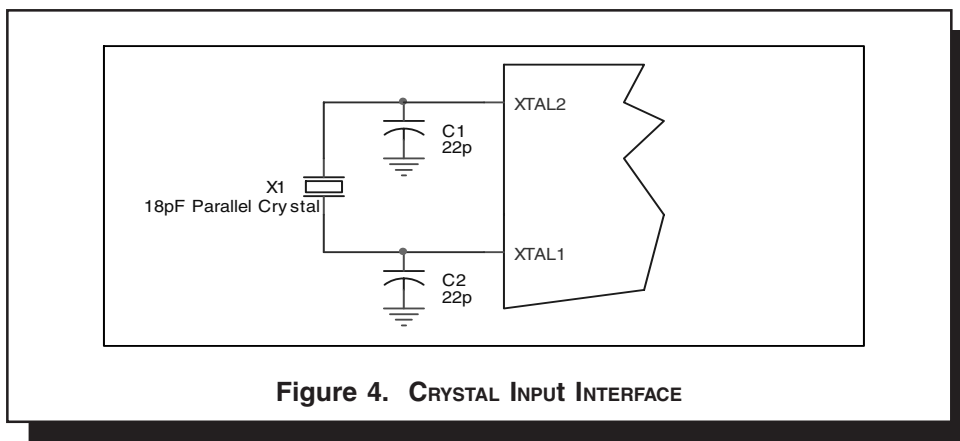 XTAL2
C1
22p
X1
18pF Parallel Crystal
XTAL1
C2
22p
Figure 4. CRYSTAL INPUt INTERFACE